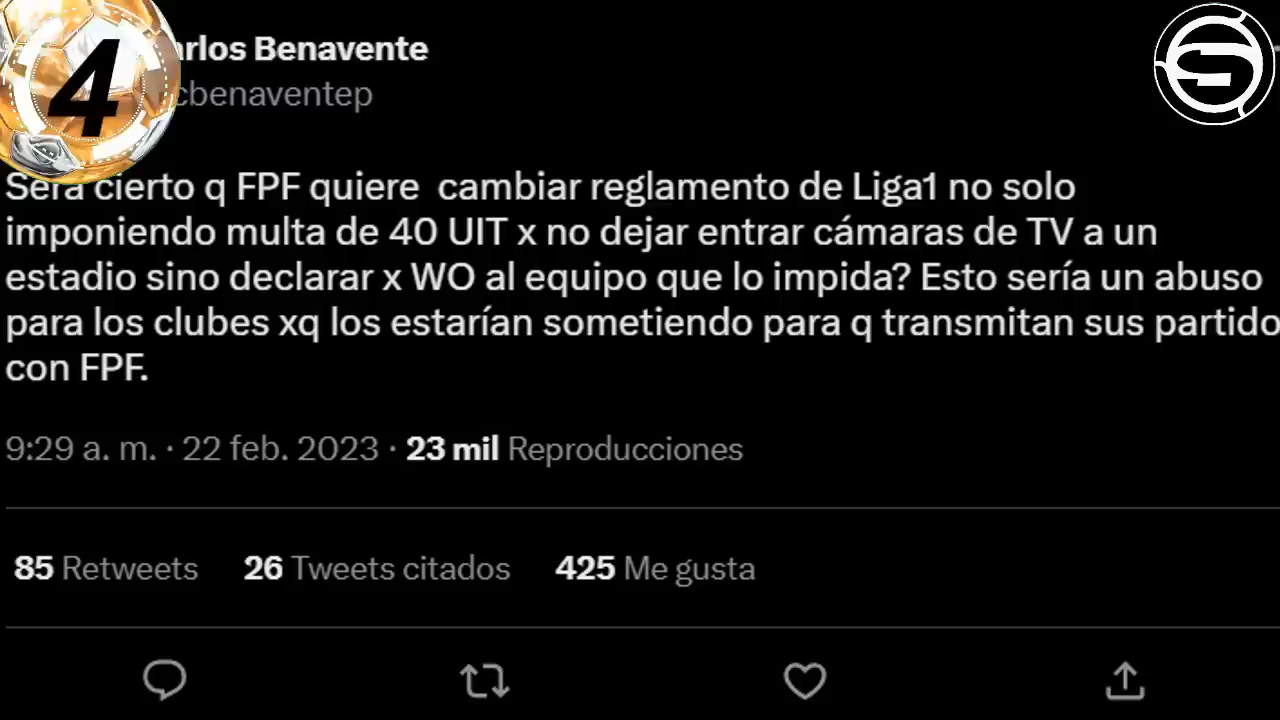 4
arlos Benavente
cbenaventep
Será cierto q FPF quiere cambiar reglamento de Liga1 no solo
imponiendo multa de 40 UIT x no dejar entrar cámaras de TV a un
estadio sino declarar x WO al equipo que lo impida? Esto sería un abuso
para los clubes xq los estarían sometiendo para q transmitan sus partido
con FPF.
9:29 a. m. · 22 feb. 2023 · 23 mil Reproducciones
85 Retweets 26 Tweets citados 425 Me gusta